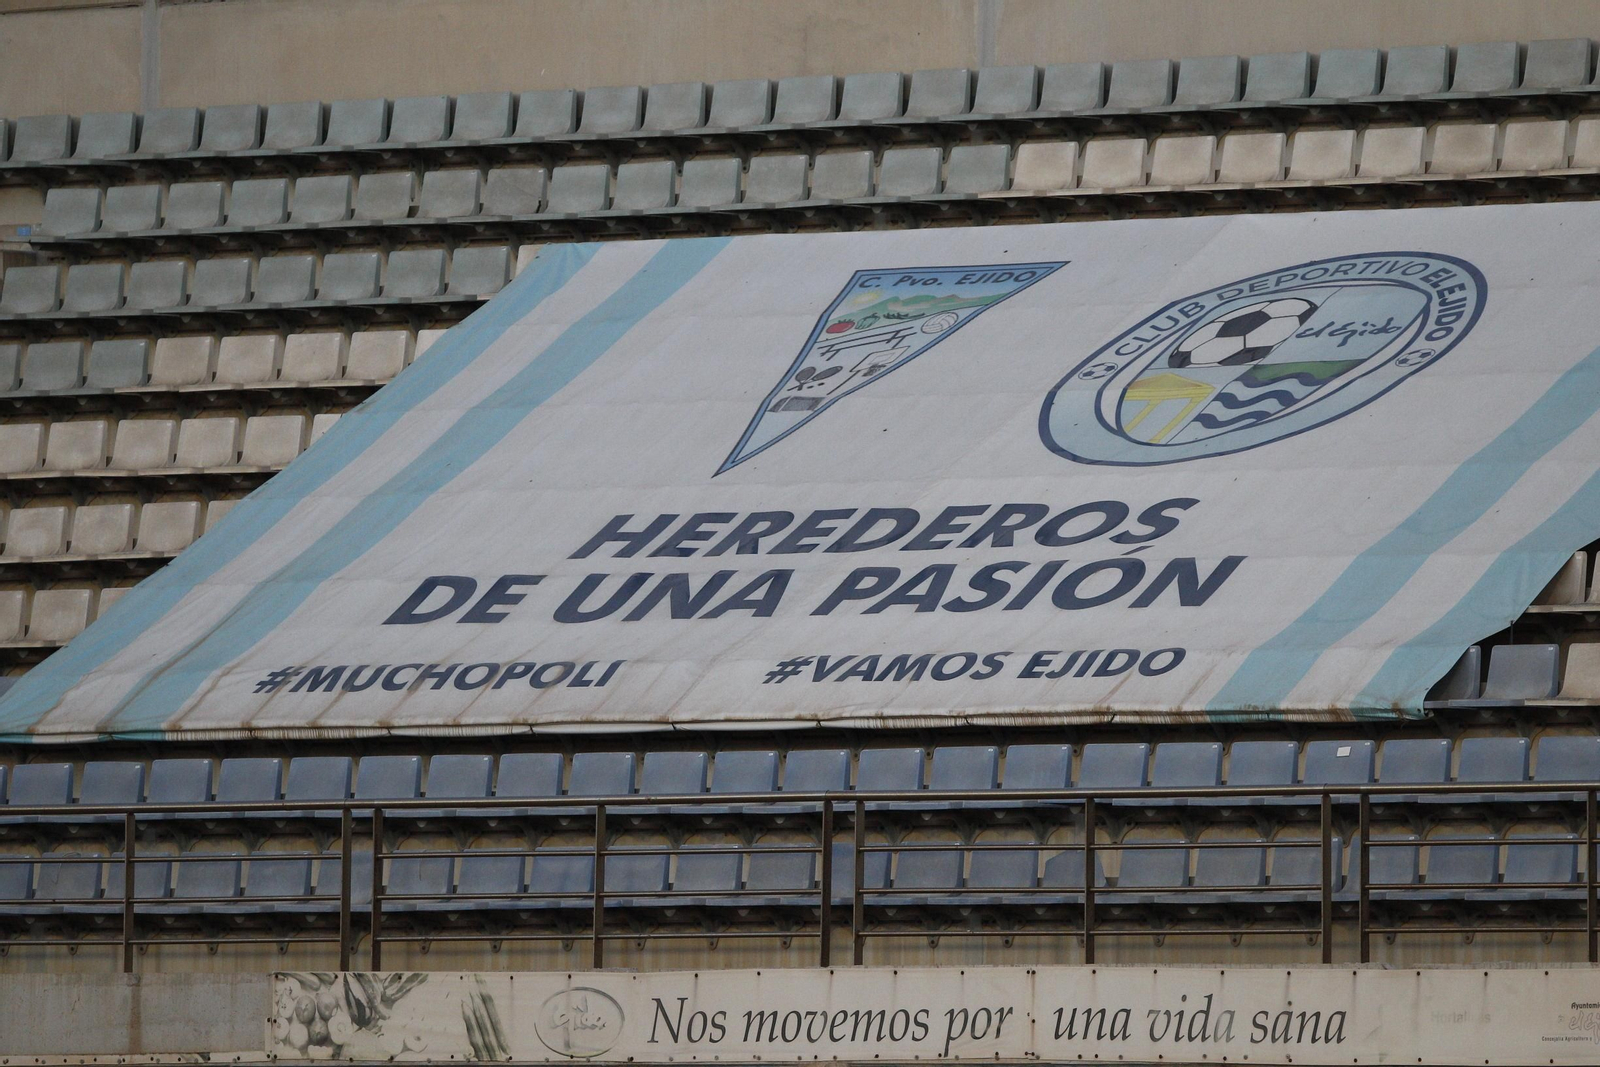 C. Pvo. EJIDO
CLUB DEPORTIVO EL EJIDO
el Ejido
HEREDEROS
DE UNA PASIÓN
#MUCHOPOLI #VAMOS EJIDO
Nos movemos por una vida sana